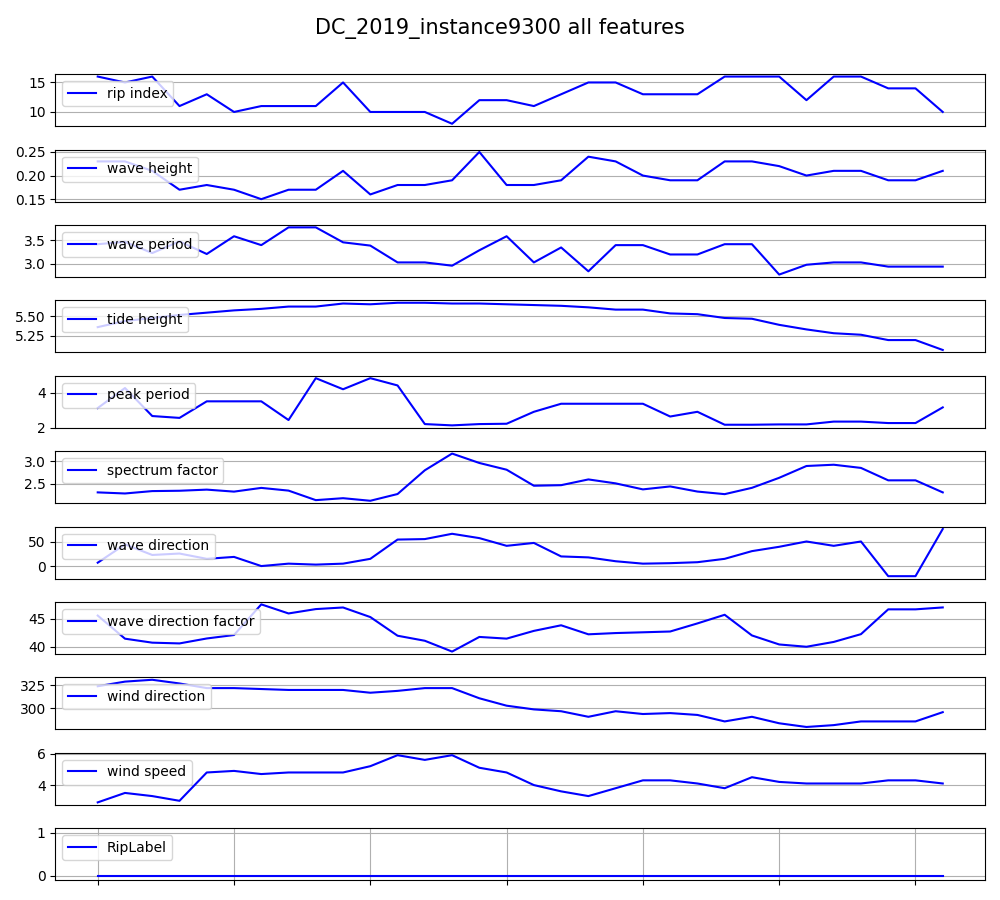 DC_2019_instance9300 all features
15
10
rip index
0.25
0.20
0.15
wave height
3.5
3.0
wave period
5.50
5.25
tide height
4
2
peak period
3.0
2.5
spectrum factor
50
0
wave direction
45
40
wave direction factor
325
300
wind direction
6
4
wind speed
1
0
RipLabel